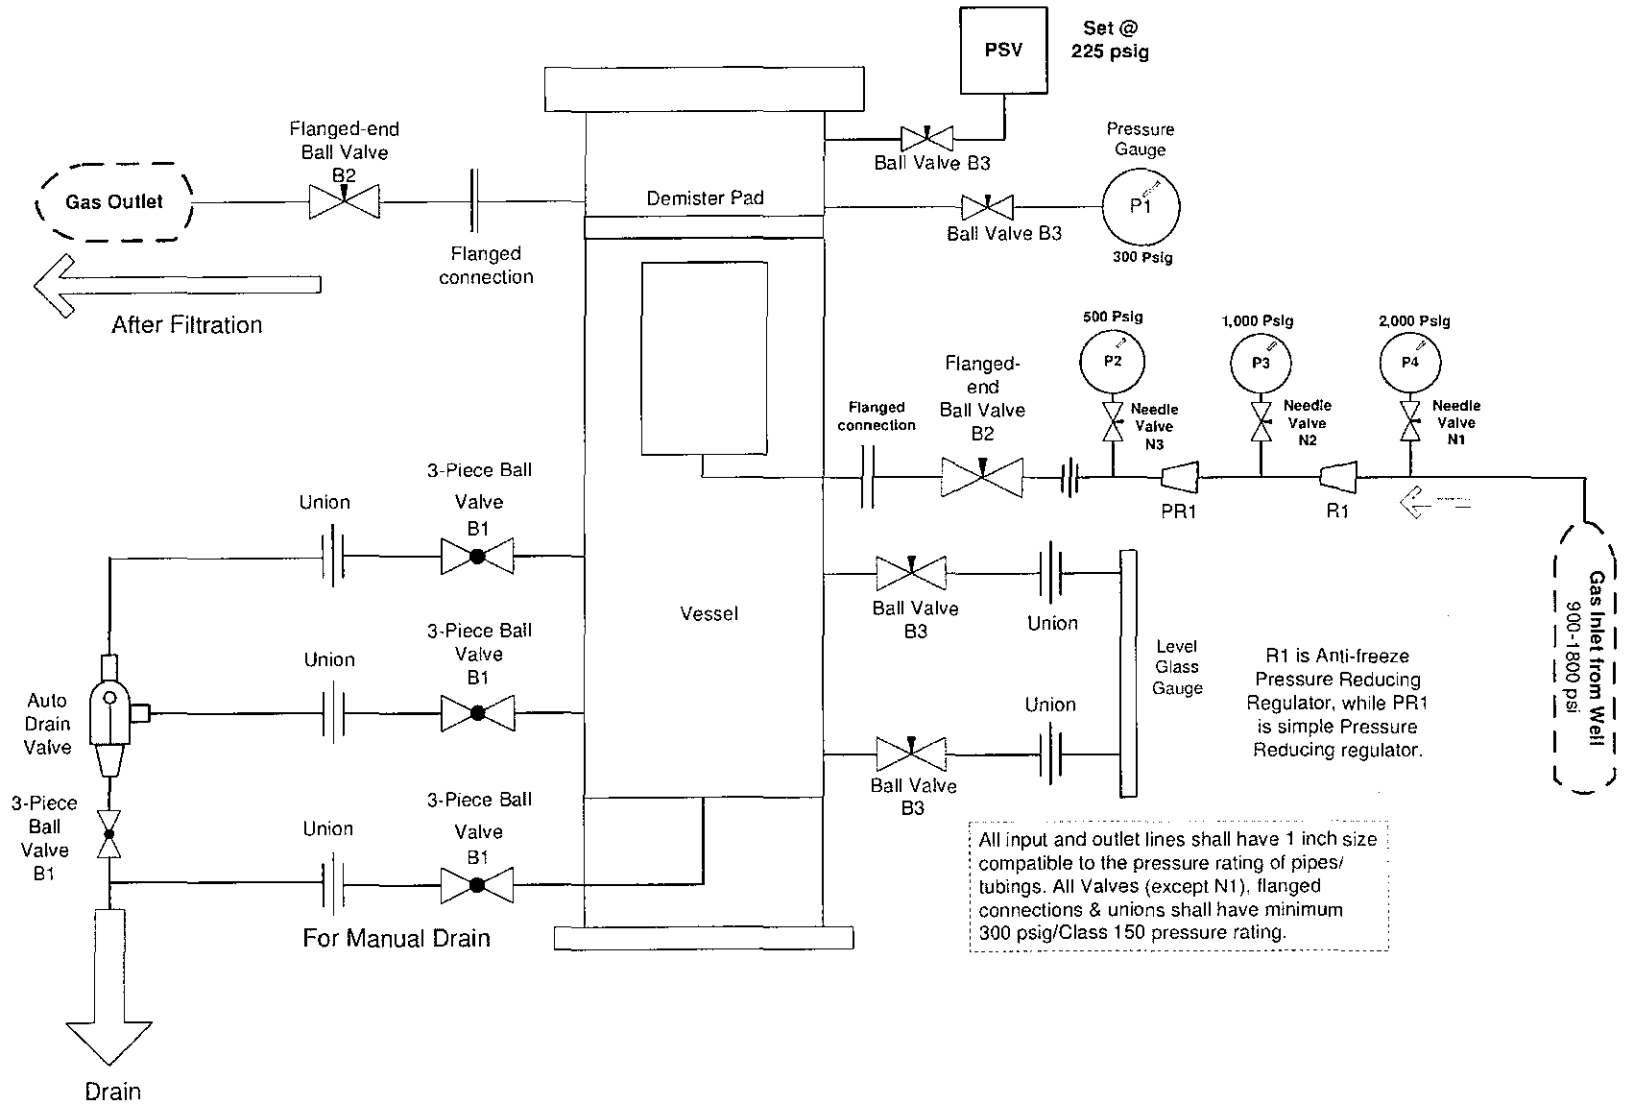 PSV
Set @
225 psig
Flanged-end
Ball Valve
B2
Gas Outlet
Flanged
connection
After Filtration
Demister Pad
Ball Valve B3
Pressure
Gauge
P1
300 Psig
Ball Valve B3
500 Psig
P2
Needle
Valve
N3
1,000 Psig
P3
Needle
Valve
N2
2,000 Psig
P4
Needle
Valve
N1
Flanged-
end
Ball Valve
B2
Flanged
connection
PR1
R1
Gas Inlet from Well
900-1800 psi
3-Piece Ball
Valve
B1
Union
3-Piece Ball
Valve
B1
Union
Auto
Drain
Valve
3-Piece
Ball
Valve
B1
3-Piece Ball
Valve
B1
Union
For Manual Drain
Drain
Vessel
Ball Valve
B3
Union
Level
Glass
Gauge
Union
Ball Valve
B3
R1 is Anti-freeze
Pressure Reducing
Regulator, while PR1
is simple Pressure
Reducing regulator.
All input and outlet lines shall have 1 inch size
compatible to the pressure rating of pipes/
tubings. All Valves (except N1), flanged
connections & unions shall have minimum
300 psig/Class 150 pressure rating.